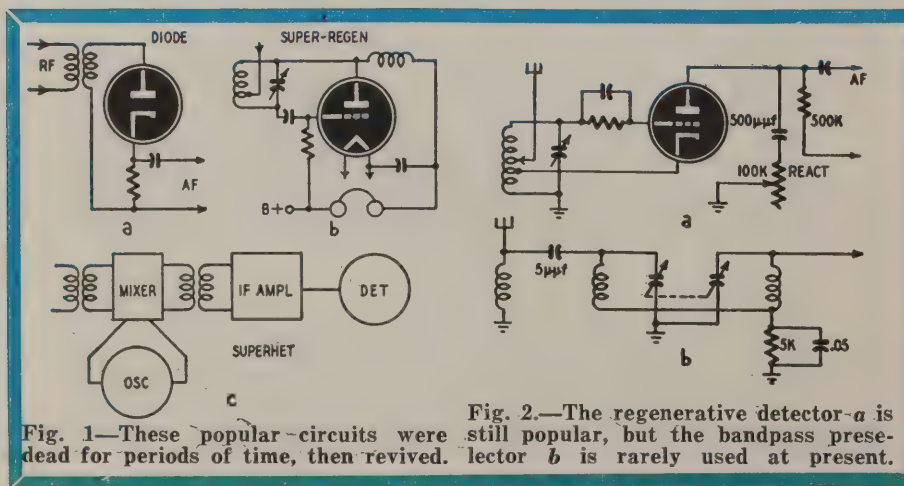 DIODE
RF
AF
a
SUPER-REGEN
B+
b
MIXER
IF AMPL
DET
OSC
SUPERHET
c
Fig. 1—These popular circuits were
dead for periods of time, then revived.
AF
500μμf
500K
100K
REACT
a
5μμf
5K
.05
b
Fig. 2.—The regenerative detector a is
still popular, but the bandpass prese-
lector b is rarely used at present.